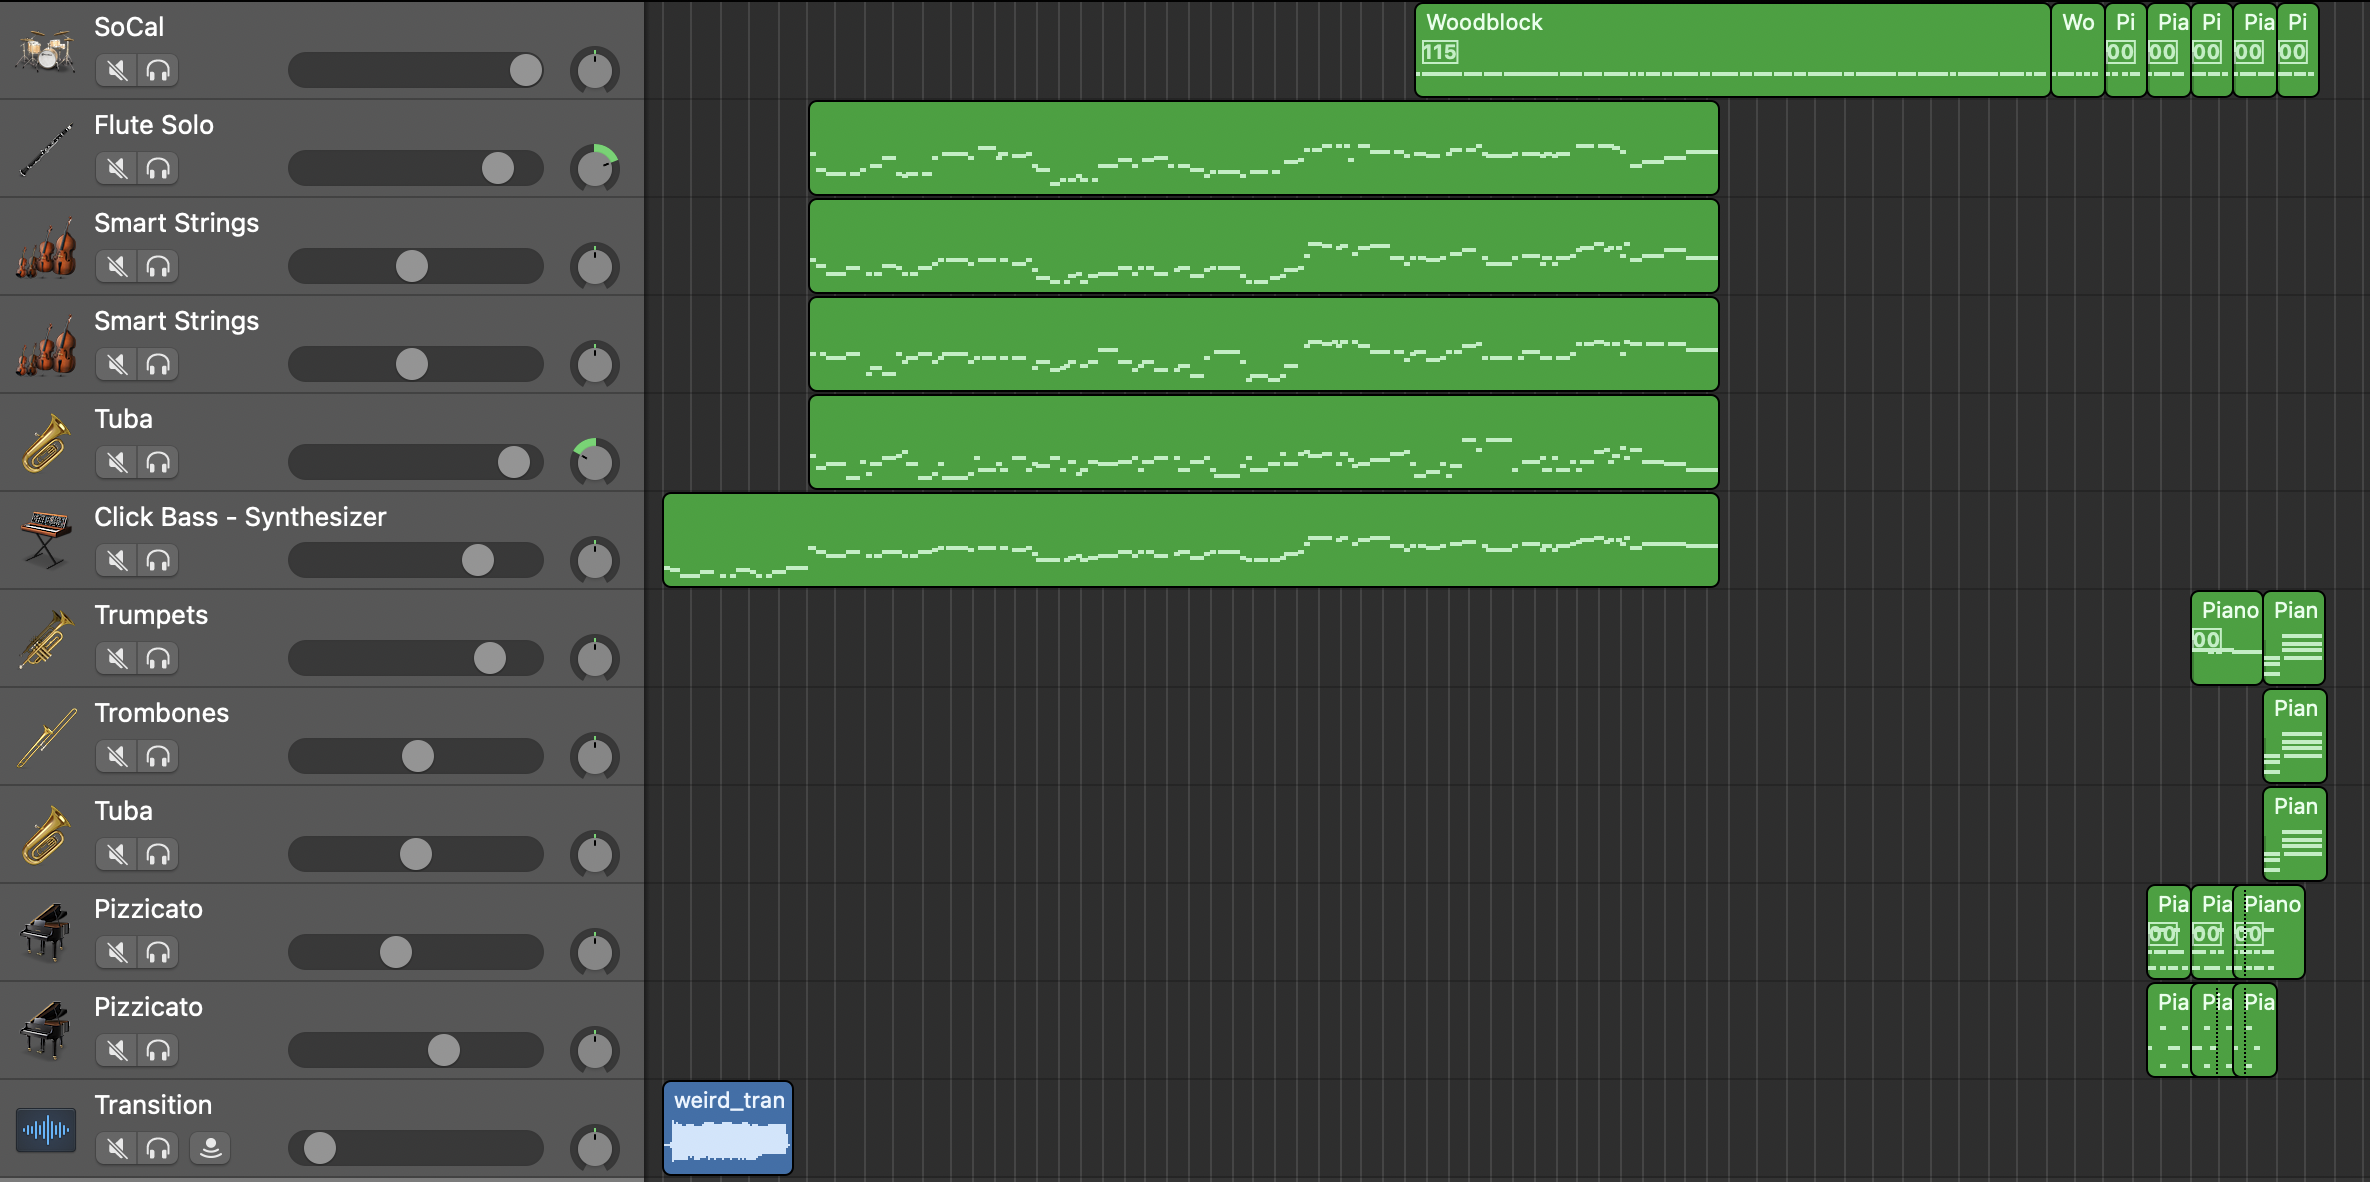 SoCal
Woodblock
115
Wo
Pi
00
Pia
00
Pi
00
Pia
00
Pi
00
Flute Solo
Smart Strings
Smart Strings
Tuba
Click Bass - Synthesizer
Trumpets
Piano
00
Pian
Trombones
Pian
Tuba
Pian
Pizzicato
Pia
00
Pia
00
Piano
00
Pizzicato
Pia
Pia
Pia
Transition
weird_tran